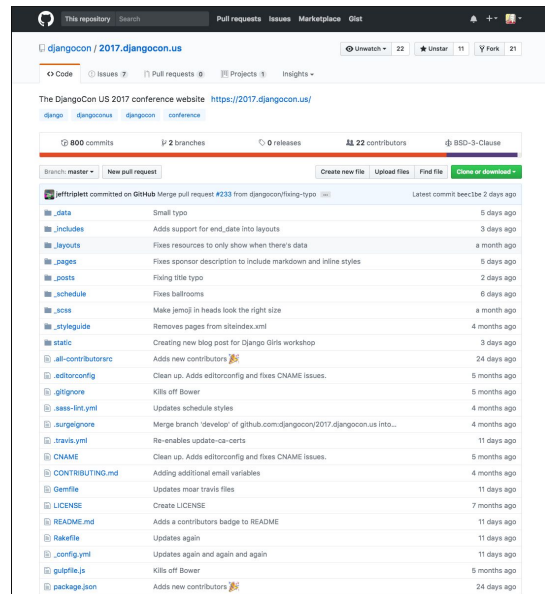 This repository Search Pull requests Issues Marketplace Gist
djangocon / 2017.djangocon.us Unwatch 22 Unstar 11 Fork 21
Code Issues 7 Pull requests 0 Projects 1 Insights
The DjangoCon US 2017 conference website https://2017.djangocon.us/
django djangoconus djangocon conference
800 commits 2 branches 0 releases 22 contributors BSD-3-Clause
Branch: master New pull request Create new file Upload files Find file Clone or download
jefftriplett committed on GitHub Merge pull request #233 from djangocon/fixing-typo ... Latest commit beec1be 2 days ago
_data Small typo 5 days ago
_includes Adds support for end_date into layouts 3 days ago
_layouts Fixes resources to only show when there's data a month ago
_pages Fixes sponsor description to include markdown and inline styles 5 days ago
_posts Fixing title typo 2 days ago
_schedule Fixes ballrooms 6 days ago
_scss Make jemoji in heads look the right size a month ago
_styleguide Removes pages from siteindex.xml 4 months ago
static Creating new blog post for Django Girls workshop 3 days ago
.all-contributorsrc Adds new contributors 🎉 24 days ago
.editorconfig Clean up. Adds editorconfig and fixes CNAME issues. 5 months ago
.gitignore Kills off Bower 5 months ago
.sass-lint.yml Updates schedule styles 4 months ago
.surgeignore Merge branch 'develop' of github.com:djangocon/2017.djangocon.us into... 4 months ago
.travis.yml Re-enables update-ca-certs 11 days ago
CNAME Clean up. Adds editorconfig and fixes CNAME issues. 5 months ago
CONTRIBUTING.md Adding additional email variables 4 months ago
Gemfile Updates moar travis files 11 days ago
LICENSE Create LICENSE 7 months ago
README.md Adds a contributors badge to README 11 days ago
Rakefile Updates again 11 days ago
_config.yml Updates again and again and again 11 days ago
gulpfile.js Kills off Bower 5 months ago
package.json Adds new contributors 🎉 24 days ago